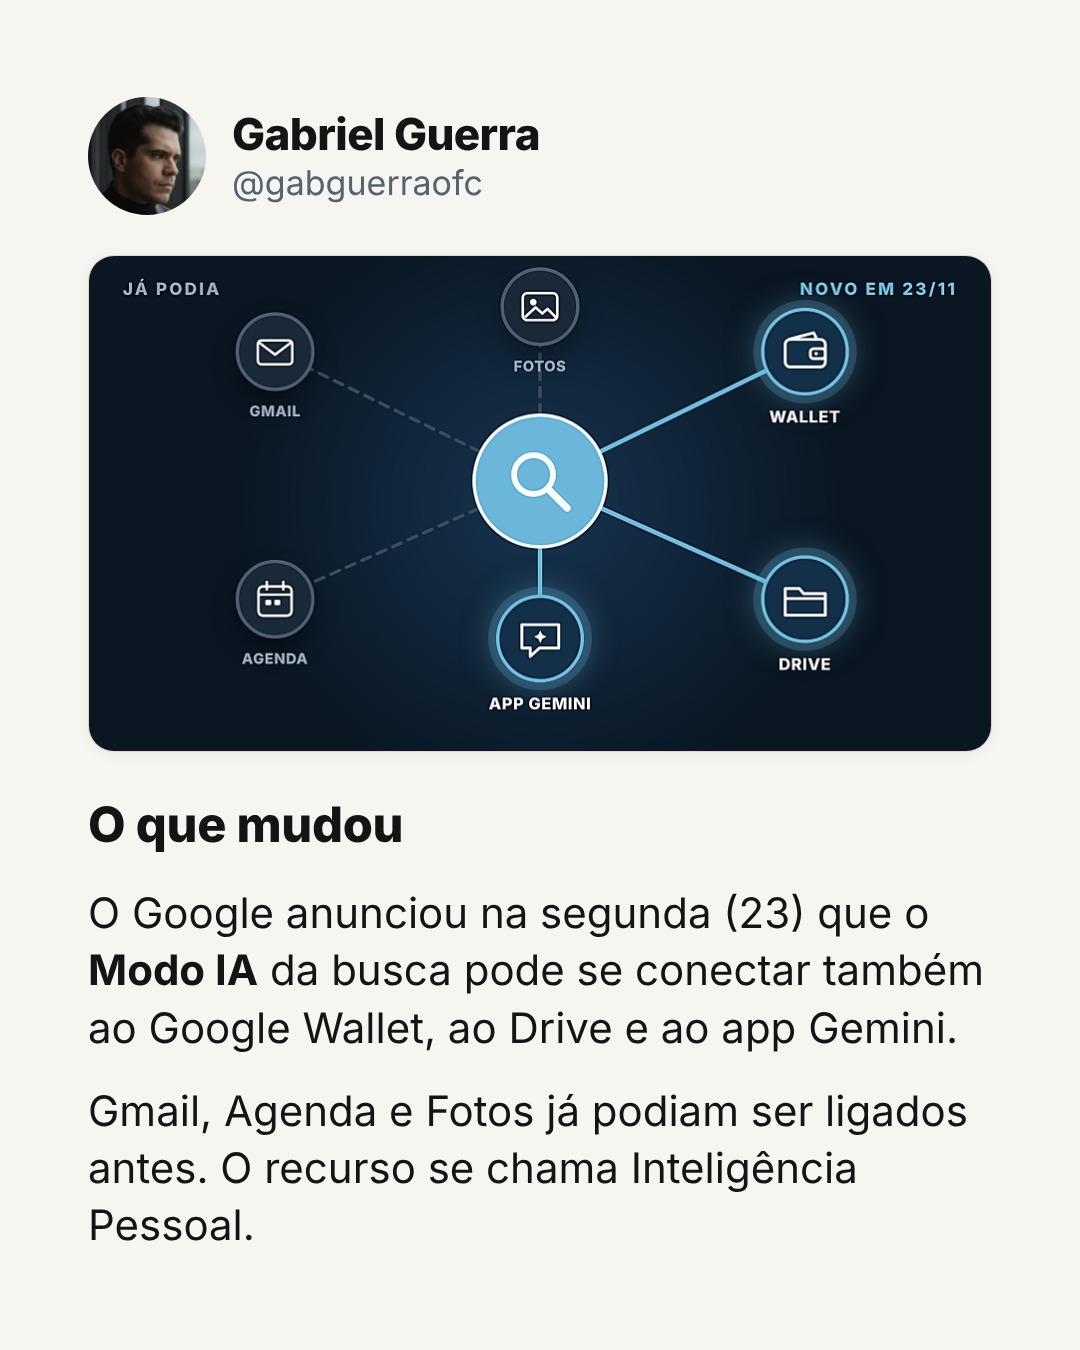 Gabriel Guerra
@gabguerraofc
JÁ PODIA
NOVO EM 23/11
FOTOS
GMAIL
WALLET
AGENDA
DRIVE
APP GEMINI
O que mudou
O Google anunciou na segunda (23) que o
Modo IA da busca pode se conectar também
ao Google Wallet, ao Drive e ao app Gemini.
Gmail, Agenda e Fotos já podiam ser ligados
antes. O recurso se chama Inteligência
Pessoal.